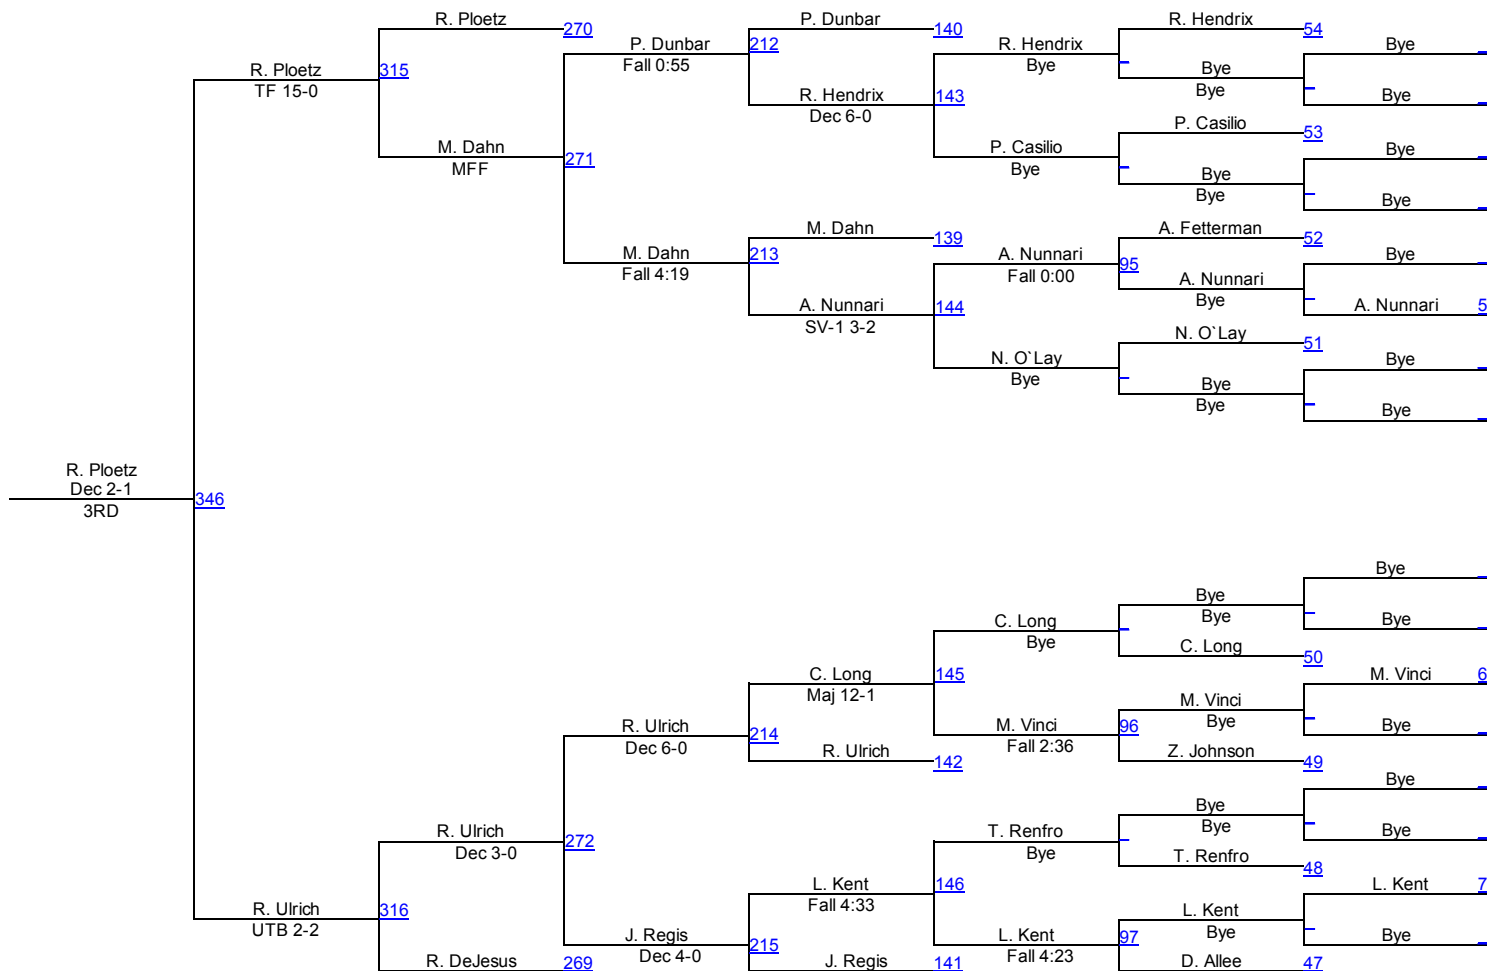 R. Ploetz
270
P. Dunbar
140
R. Hendrix
54
P. Dunbar
212
R. Hendrix
Bye
Fall 0:55
Bye
R. Ploetz
315
Bye
TF 15-0
R. Hendrix
143
Bye
Bye
Dec 6-0
P. Casilio
53
M. Dahn
271
P. Casilio
Bye
MFF
Bye
Bye
Bye
Bye
M. Dahn
139
A. Fetterman
52
M. Dahn
213
A. Nunnari
95
Bye
Fall 4:19
Fall 0:00
A. Nunnari
A. Nunnari
144
Bye
A. Nunnari
5
SV-1 3-2
N. O`Lay
51
N. O`Lay
Bye
Bye
Bye
Bye
Bye
R. Ploetz
Dec 2-1
346
3RD
Bye
Bye
C. Long
Bye
Bye
Bye
C. Long
50
C. Long
145
M. Vinci
6
Maj 12-1
M. Vinci
R. Ulrich
214
M. Vinci
96
Bye
Bye
Dec 6-0
Fall 2:36
R. Ulrich
142
Z. Johnson
49
Bye
Bye
R. Ulrich
272
T. Renfro
Bye
Bye
Dec 3-0
Bye
T. Renfro
48
L. Kent
146
L. Kent
7
Fall 4:33
R. Ulrich
316
L. Kent
UTB 2-2
Bye
J. Regis
215
L. Kent
97
Bye
Dec 4-0
Fall 4:23
R. DeJesus
269
J. Regis
141
D. Allee
47